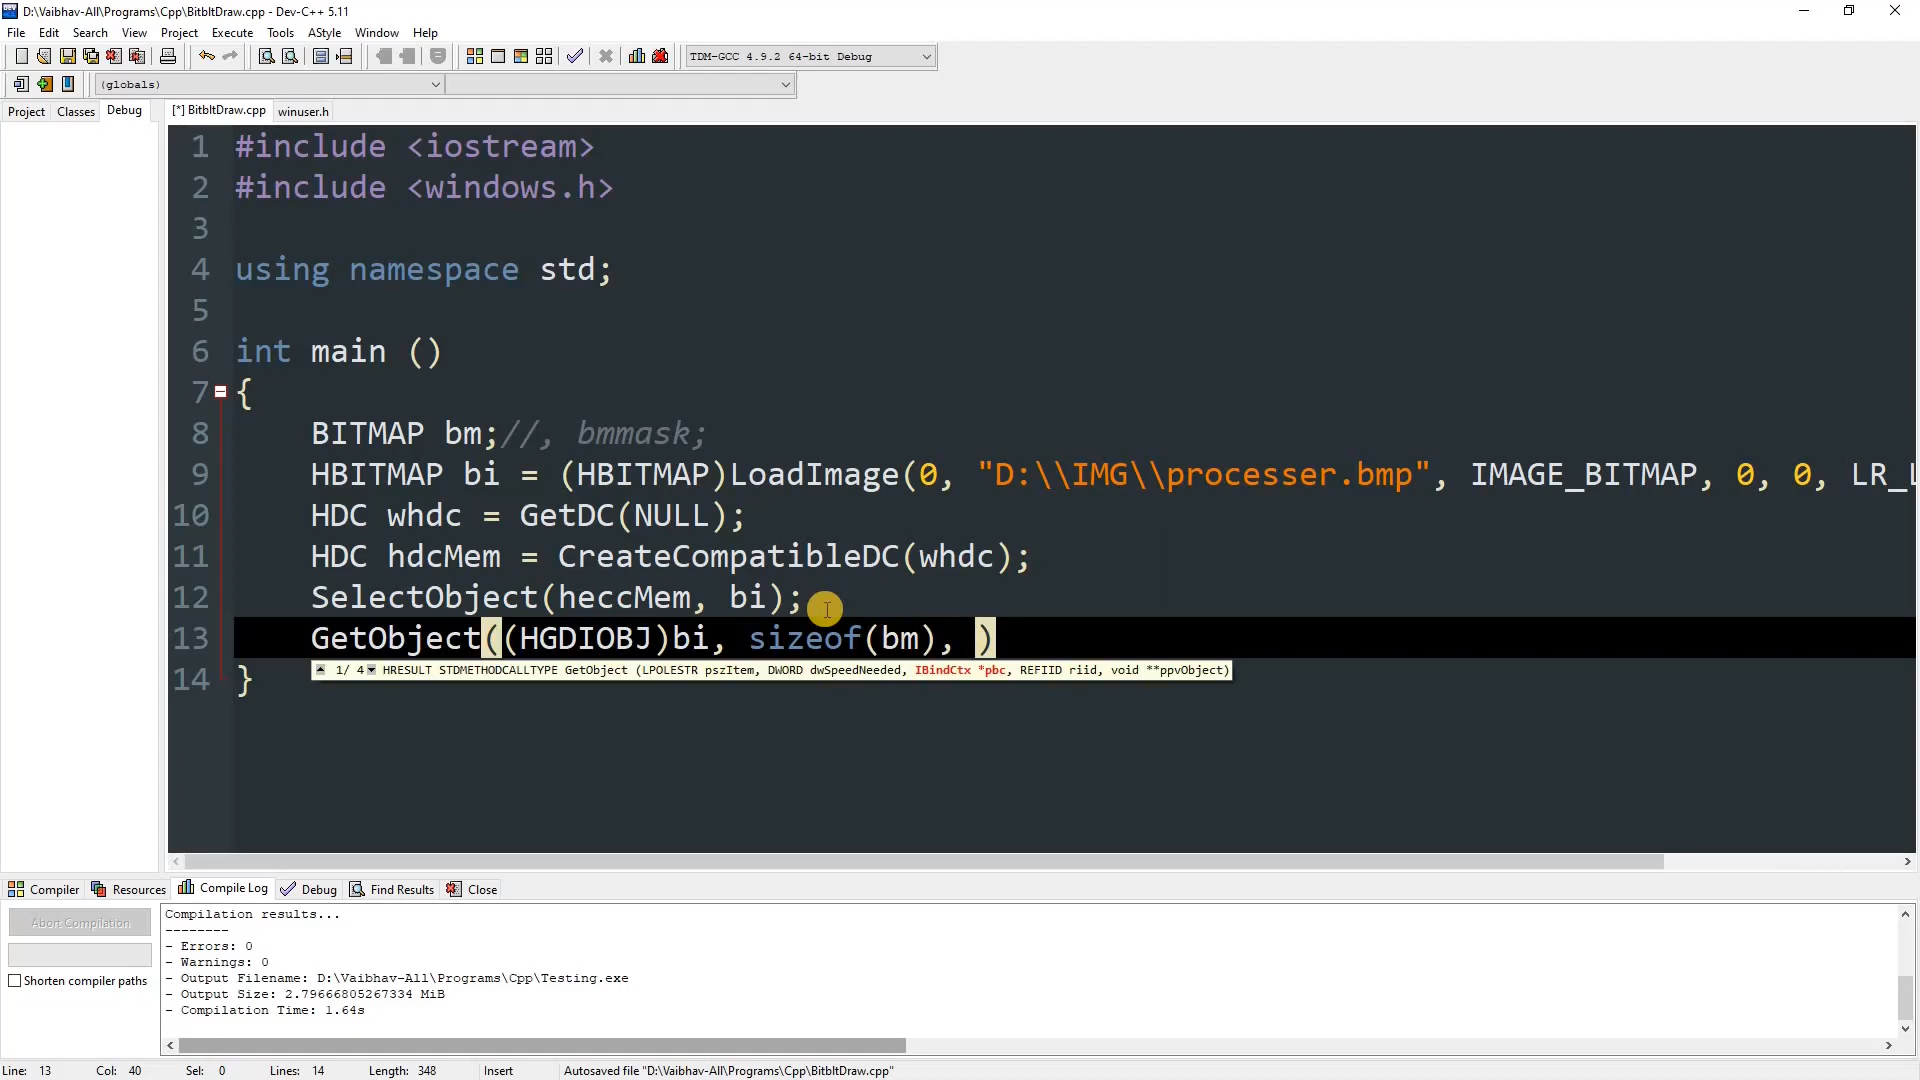 D:\Vaibhav-All\Programs\Cpp\BitbltDraw.cpp - Dev-C++ 5.11
File Edit Search View Project Execute Tools AStyle Window Help
TDM-GCC 4.9.2 64-bit Debug
(globals)
Project Classes Debug [*] BitbltDraw.cpp winuser.h
1 #include <iostream>
2 #include <windows.h>
3
4 using namespace std;
5
6 int main ()
7 {
8 BITMAP bm;//, bmmask;
9 HBITMAP bi = (HBITMAP)LoadImage(0, "D:\\IMG\\processer.bmp", IMAGE_BITMAP, 0, 0, LR_L
10 HDC whdc = GetDC(NULL);
11 HDC hdcMem = CreateCompatibleDC(whdc);
12 SelectObject(heccMem, bi);
13 GetObject((HGDIOBJ)bi, sizeof(bm), )
1/ 4 HRESULT STDMETHODCALLTYPE GetObject (LPOLESTR pszItem, DWORD dwSpeedNeeded, IBindCtx *pbc, REFIID riid, void **ppvObject)
14 }
Compiler Resources Compile Log Debug Find Results Close
Abort Compilation
Shorten compiler paths
Compilation results...
--------
- Errors: 0
- Warnings: 0
- Output Filename: D:\Vaibhav-All\Programs\Cpp\Testing.exe
- Output Size: 2.79666805267334 MiB
- Compilation Time: 1.64s
Line: 13 Col: 40 Sel: 0 Lines: 14 Length: 348 Insert Autosaved file "D:\Vaibhav-All\Programs\Cpp\BitbltDraw.cpp"